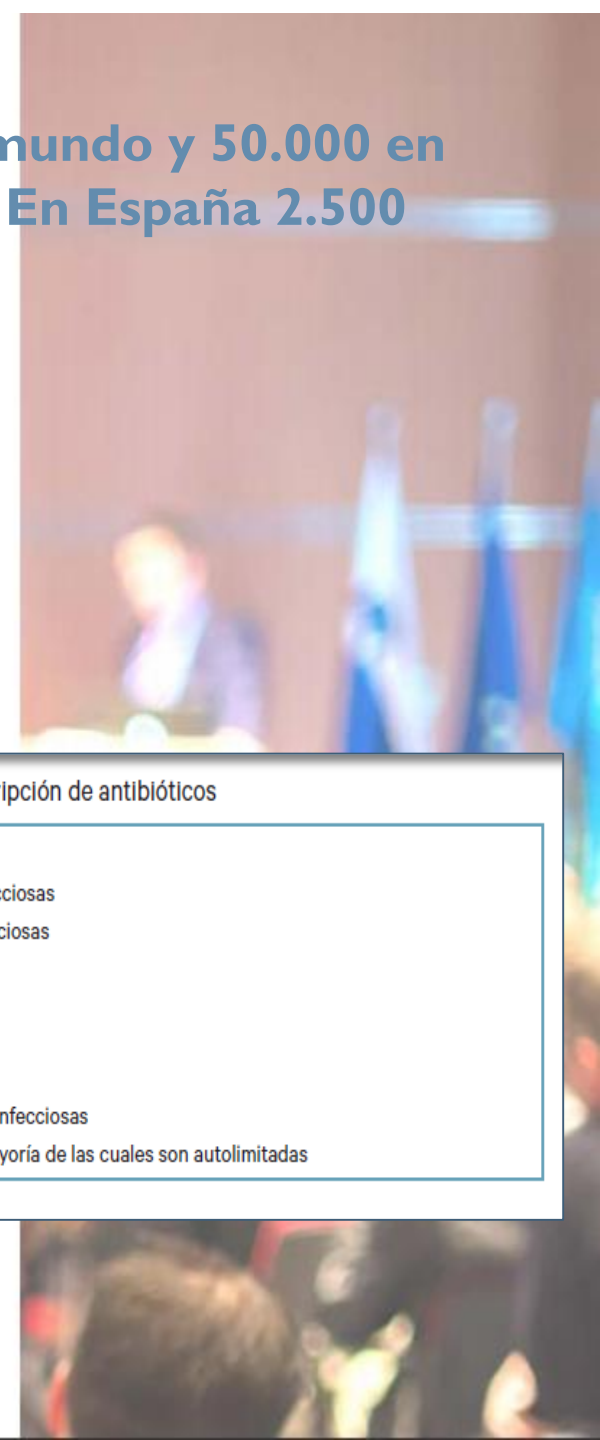 mundo y 50.000 en
En España 2.500
ripción de antibióticos
cciosas
ciosas
nfecciosas
yoría de las cuales son autolimitadas